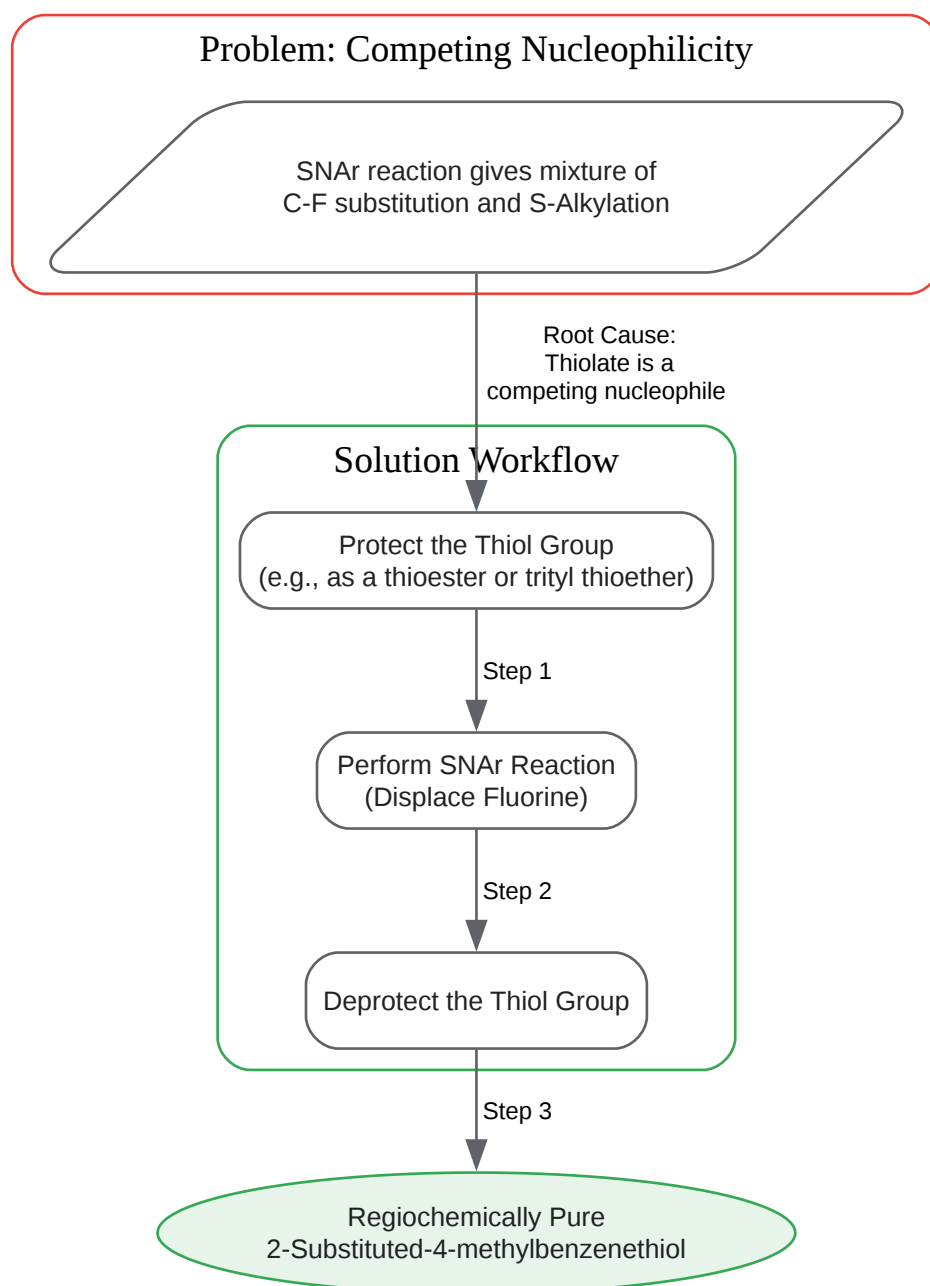 Problem: Competing Nucleophilicity
SNAr reaction gives mixture of
C-F substitution and S-Alkylation
Root Cause:
Thiolate is a
competing nucleophile
Solution Workflow
Protect the Thiol Group
(e.g., as a thioester or trityl thioether)
Step 1
Perform SNAr Reaction
(Displace Fluorine)
Step 2
Deprotect the Thiol Group
Step 3
Regiochemically Pure
2-Substituted-4-methylbenzenethiol